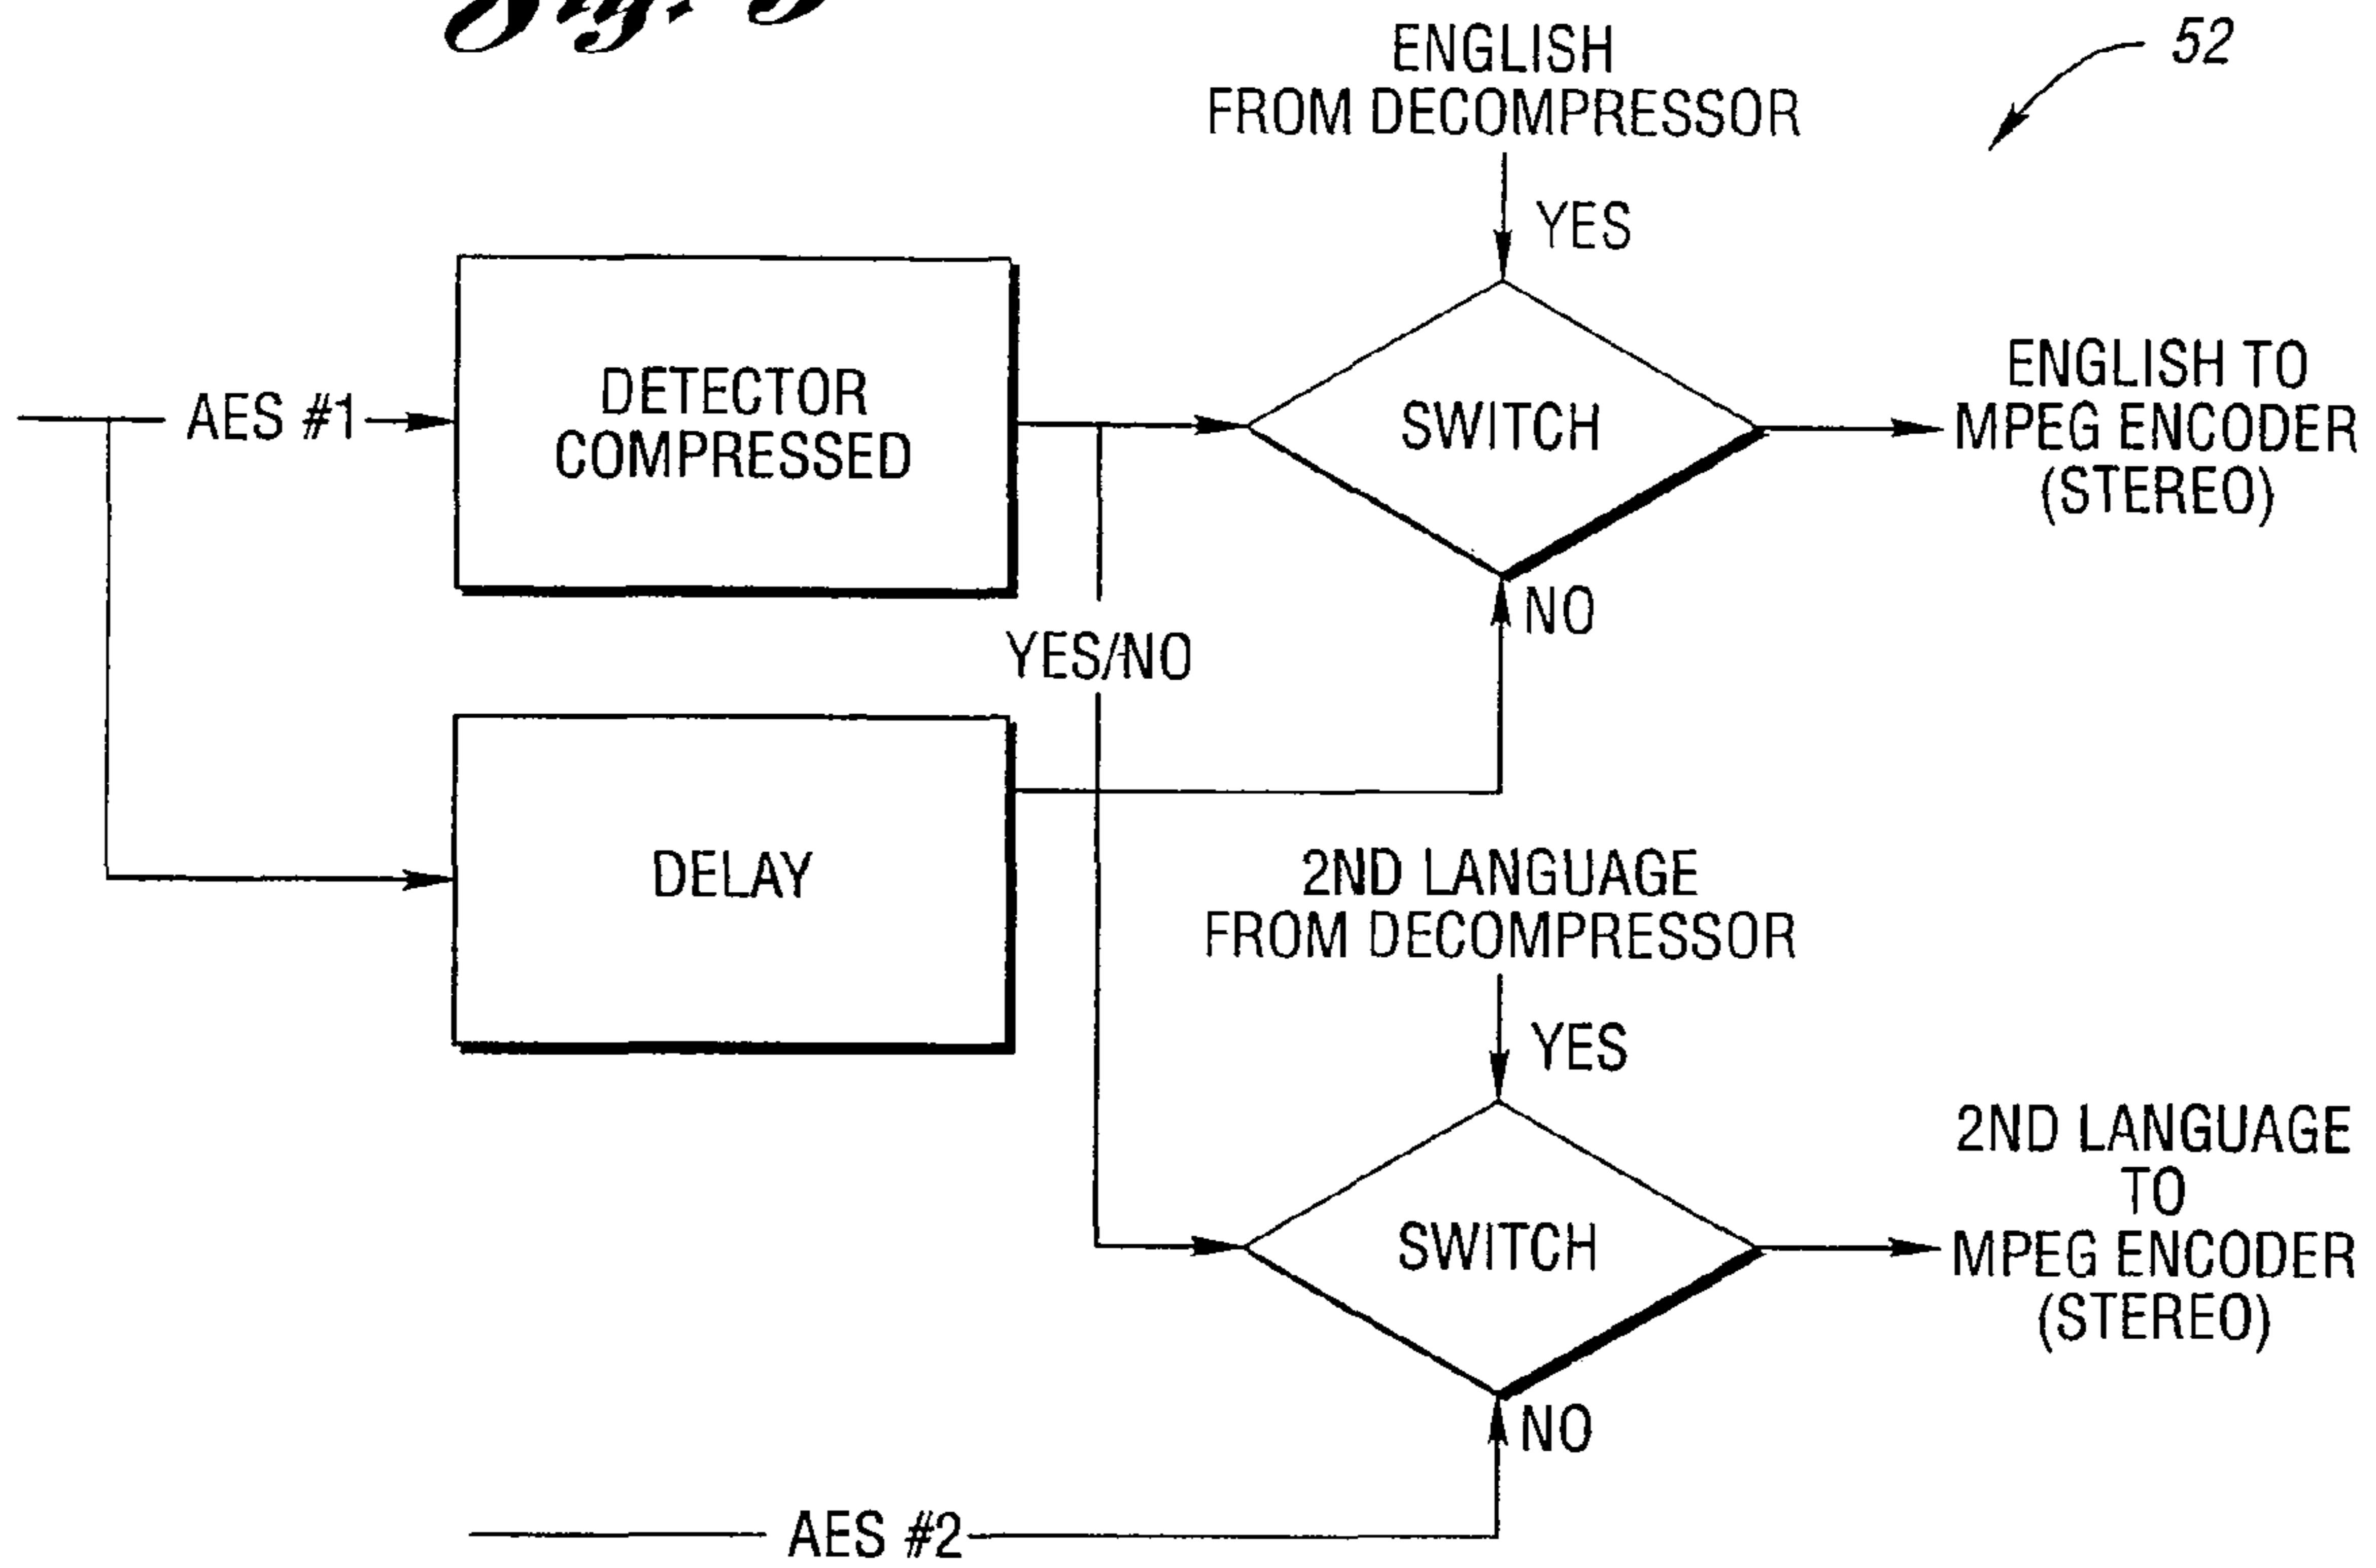 ENGLISH
FROM DECOMPRESSOR
52
YES
AES #1
DETECTOR
COMPRESSED
SWITCH
ENGLISH TO
MPEG ENCODER
(STEREO)
NO
YES/NO
DELAY
2ND LANGUAGE
FROM DECOMPRESSOR
YES
SWITCH
2ND LANGUAGE
TO
MPEG ENCODER
(STEREO)
NO
AES #2